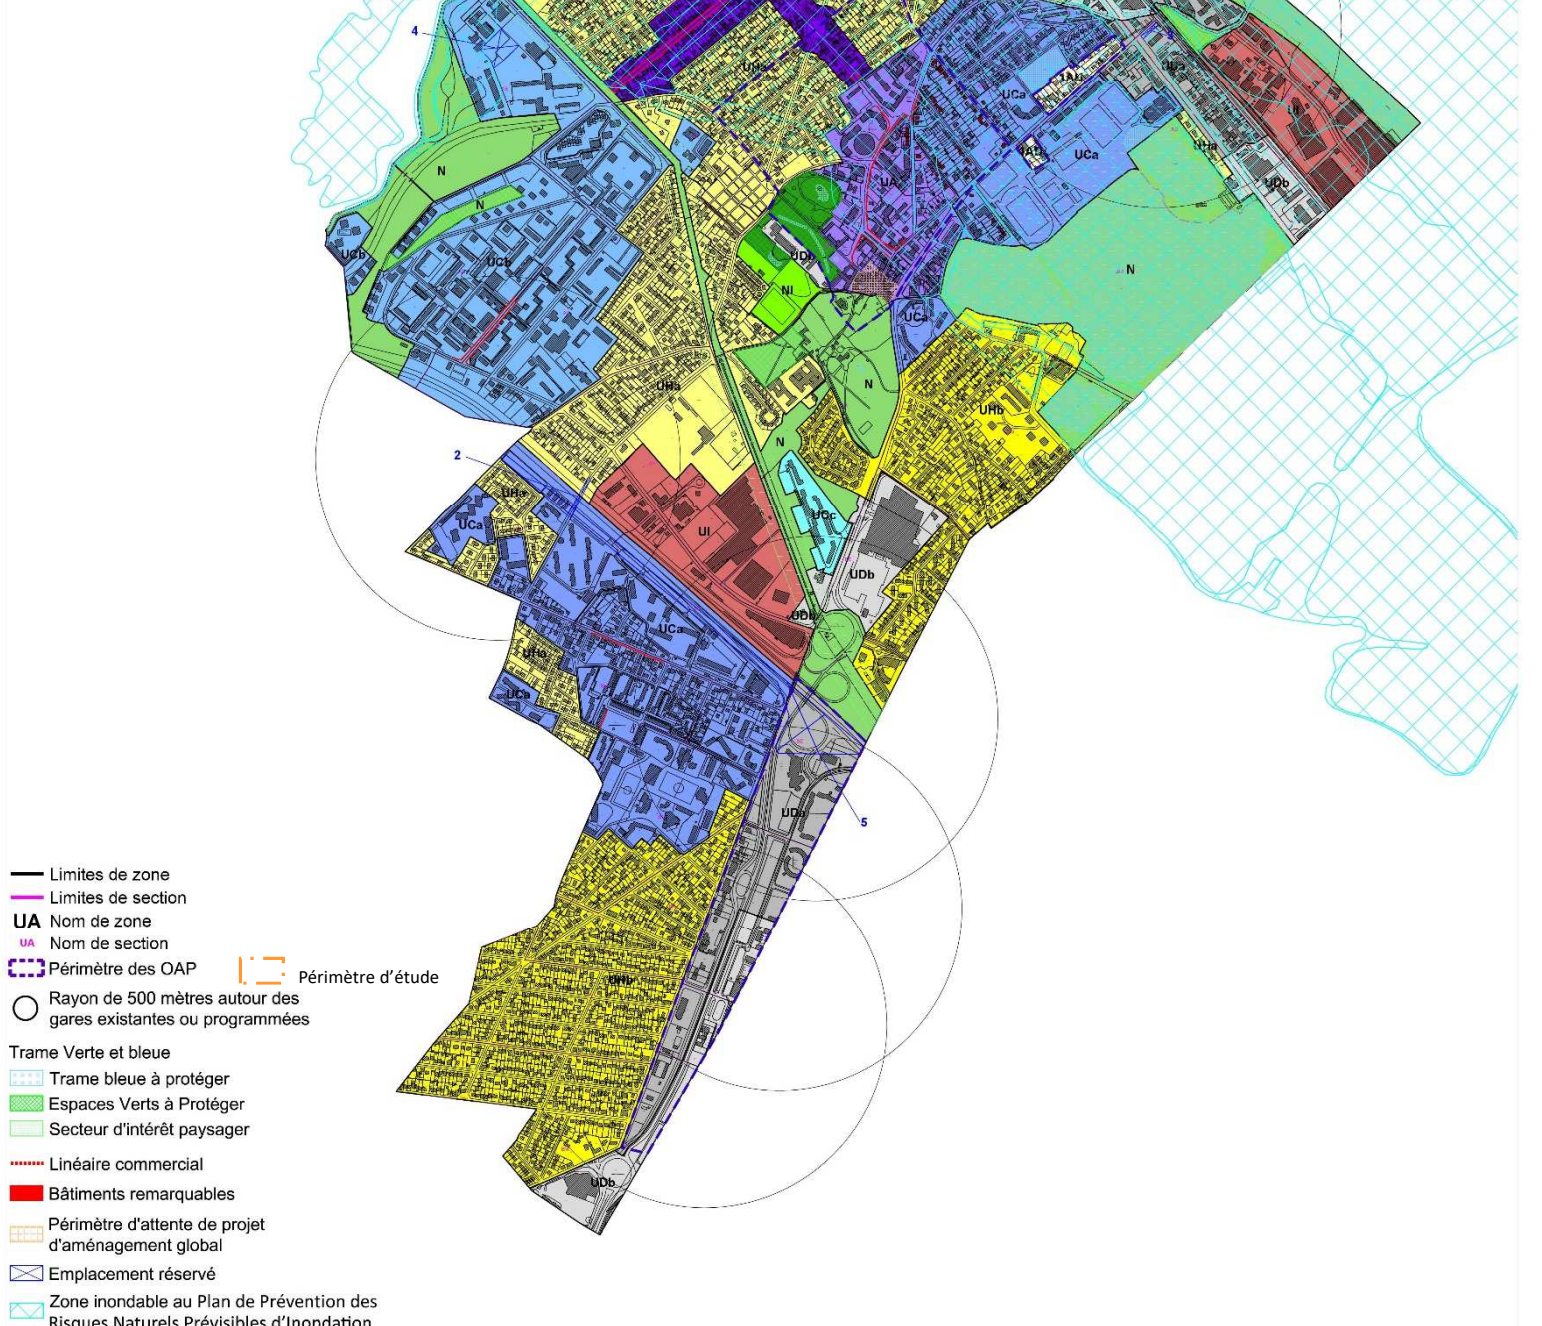 4
UHa
UDa
UI
UCa
1AU
1AU
UCa
UHa
UDb
N
N
UA
UCb
UCb
UDb
N
NI
UCa
UHa
N
UHb
N
2
UHa
UCa
UCc
UI
UDb
UDb
UCa
UHa
UCa
UDa
5
UHb
UDb
Limites de zone
Limites de section
UA Nom de zone
UA Nom de section
Périmètre des OAP
Périmètre d’étude
Rayon de 500 mètres autour des
gares existantes ou programmées
Trame Verte et bleue
Trame bleue à protéger
Espaces Verts à Protéger
Secteur d'intérêt paysager
Linéaire commercial
Bâtiments remarquables
Périmètre d'attente de projet
d'aménagement global
Emplacement réservé
Zone inondable au Plan de Prévention des
Risques Naturels Prévisibles d’Inondation